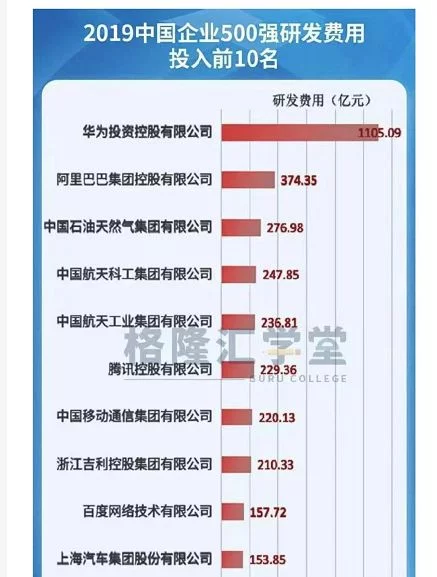 2019中国企业500强研发费用
投入前10名
研发费用（亿元）
华为投资控股有限公司 1105.09
阿里巴巴集团控股有限公司 374.35
中国石油天然气集团有限公司 276.98
中国航天科工集团有限公司 247.85
中国航天工业集团有限公司 236.81
格隆汇学堂
腾讯控股有限公司 229.36
GURU COLLEGE
中国移动通信集团有限公司 220.13
浙江吉利控股集团有限公司 210.33
百度网络技术有限公司 157.72
上海汽车集团股份有限公司 153.85